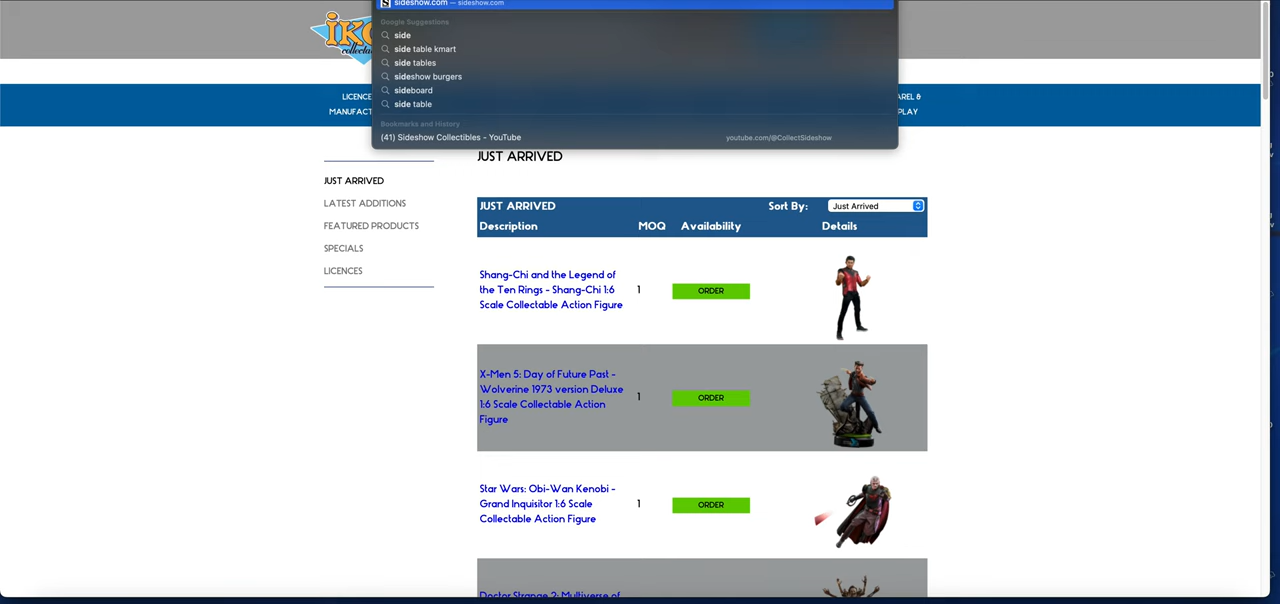 sideshow.com — sideshow.com
Google Suggestions
side
side table kmart
side tables
sideshow burgers
sideboard
side table
Bookmarks and History
(41) Sideshow Collectibles - YouTube youtube.com/@CollectSideshow
collecta
LICENC
MANUFACT
AREL &
PLAY
JUST ARRIVED
LATEST ADDITIONS
FEATURED PRODUCTS
SPECIALS
LICENCES
JUST ARRIVED
JUST ARRIVED Sort By: Just Arrived
Description MOQ Availability Details
Shang-Chi and the Legend of
the Ten Rings - Shang-Chi 1:6
Scale Collectable Action Figure
1
ORDER
X-Men 5: Day of Future Past -
Wolverine 1973 version Deluxe
1:6 Scale Collectable Action
Figure
1
ORDER
Star Wars: Obi-Wan Kenobi -
Grand Inquisitor 1:6 Scale
Collectable Action Figure
1
ORDER
Doctor Strange 2: Multiverse of